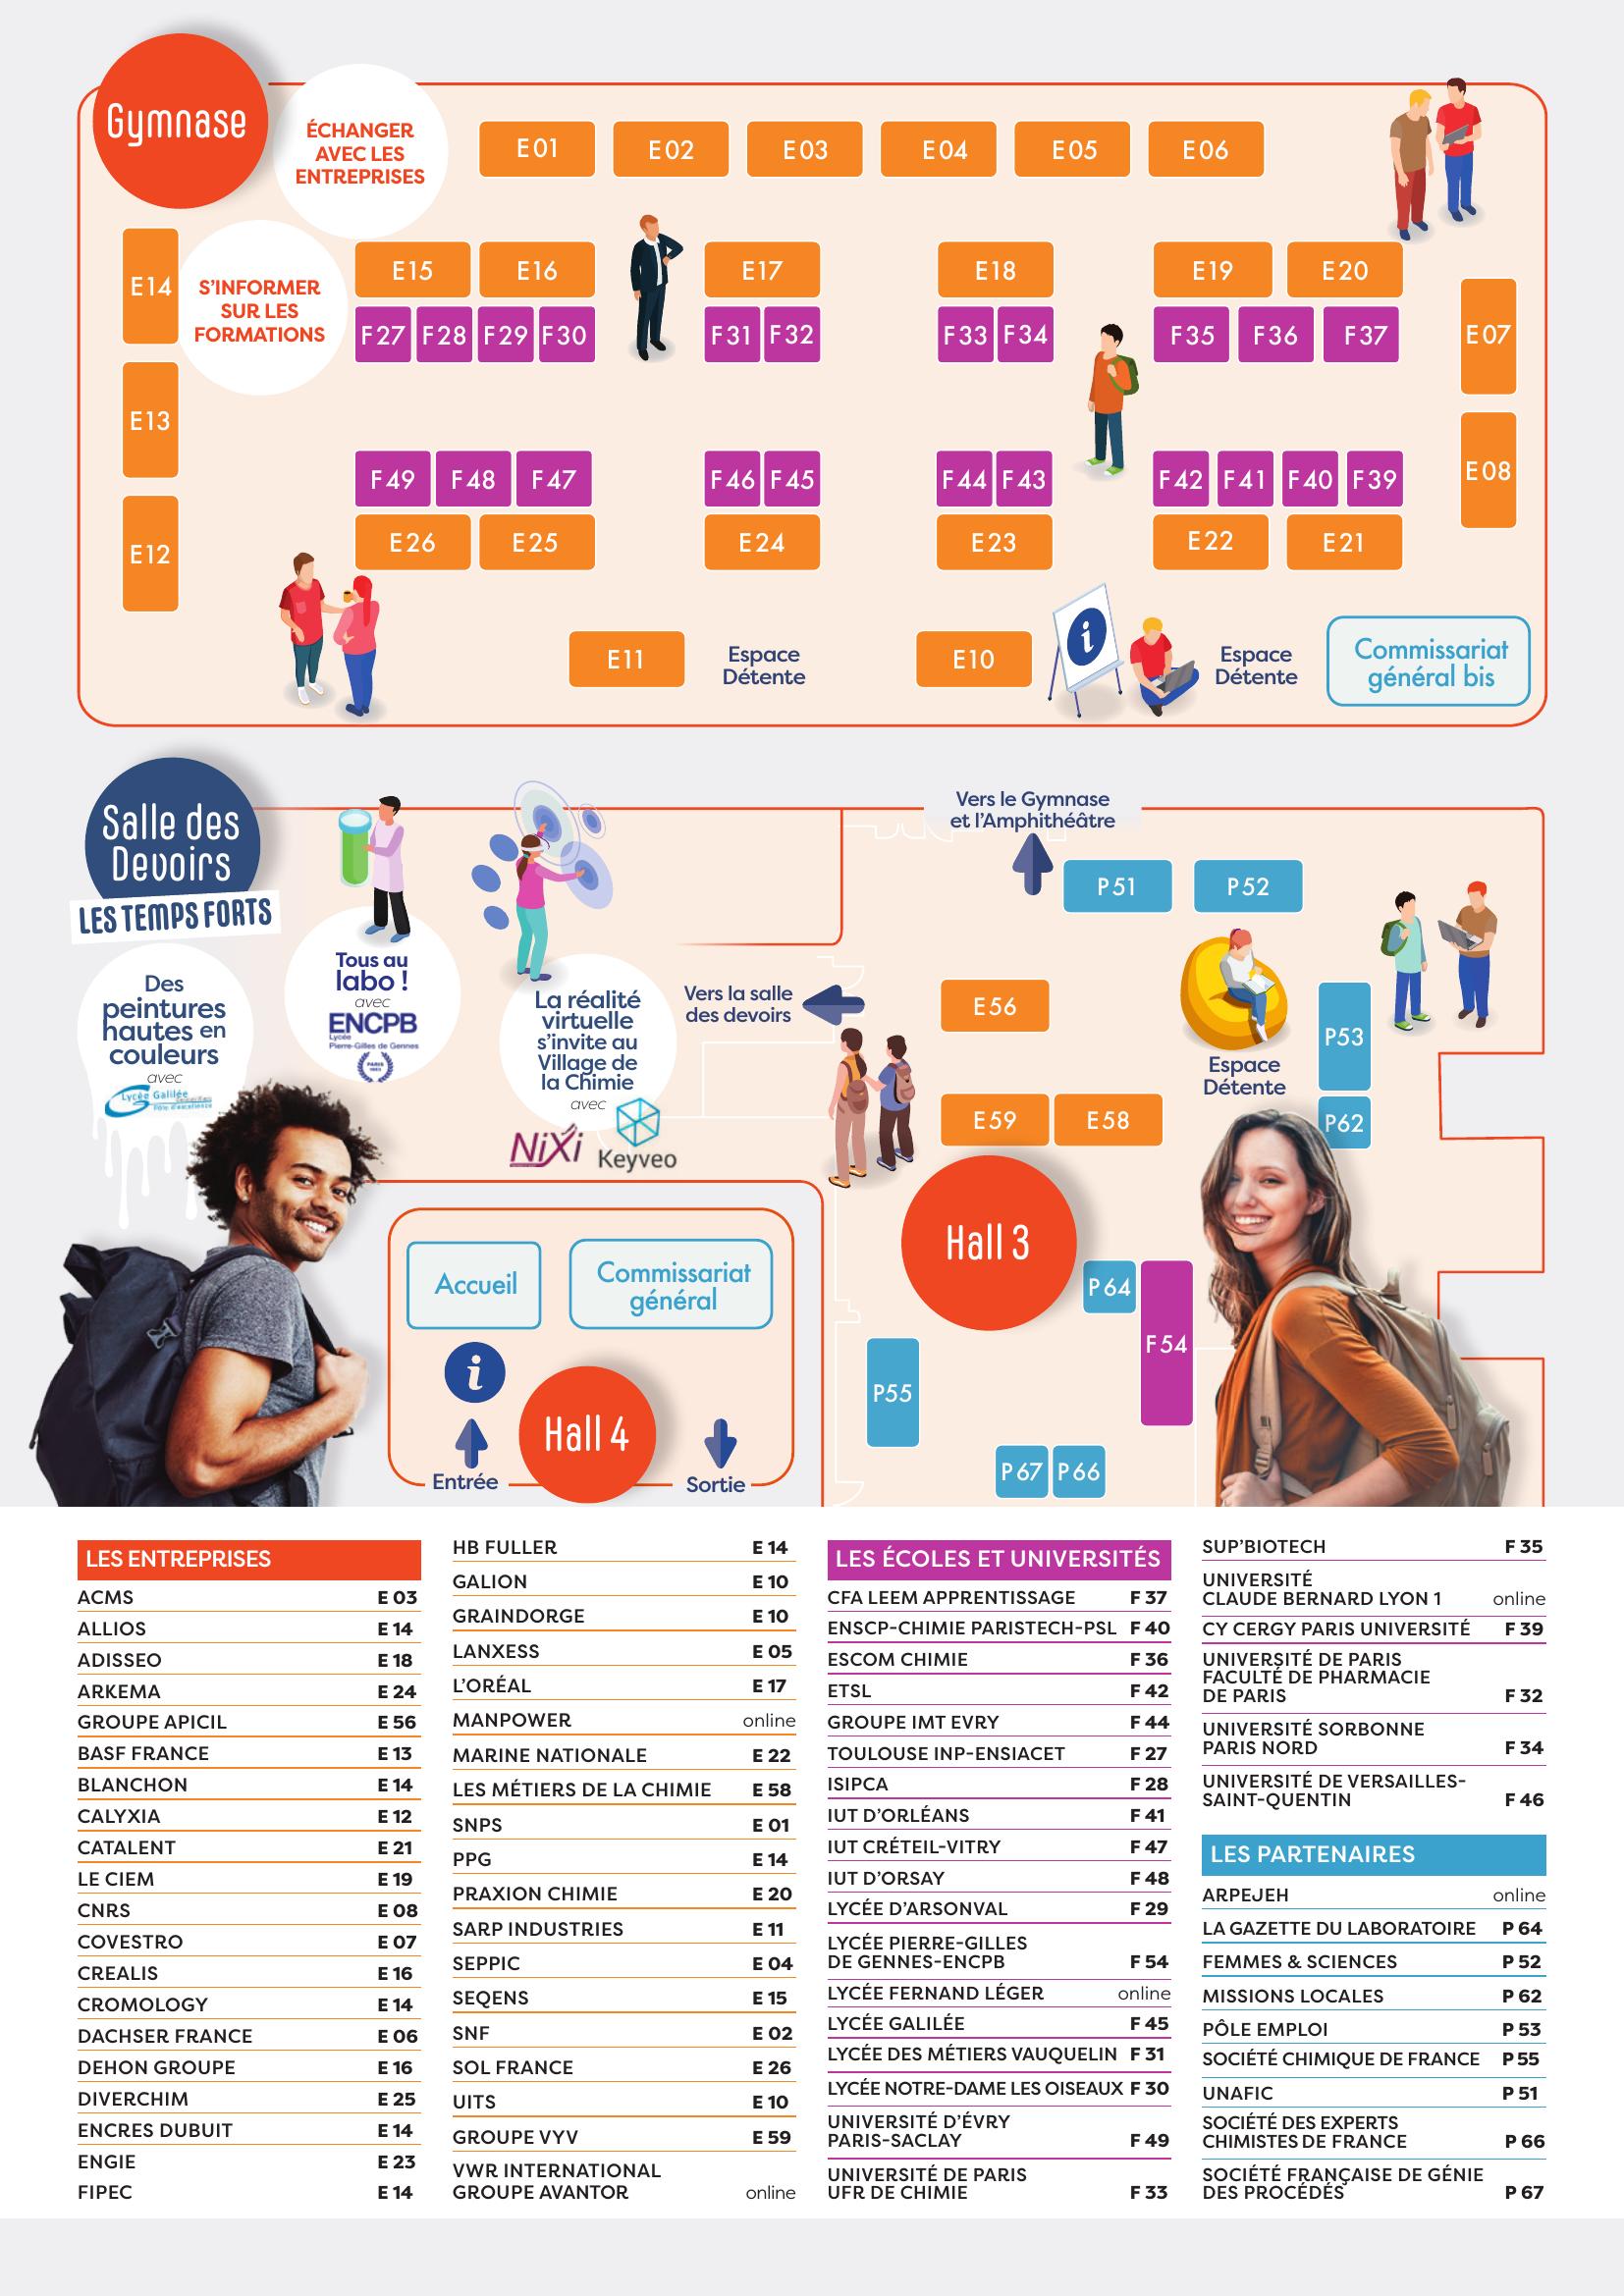 Gymnase
ÉCHANGER
AVEC LES
ENTREPRISES
E01
E02
E03
E04
E05
E06
E14
S'INFORMER
SUR LES
FORMATIONS
E15
E16
E17
E18
E19
E20
F27
F28
F29
F30
F31
F32
F33
F34
F35
F36
F37
E07
E13
F49
F48
F47
F46
F45
F44
F43
F42
F41
F40
F39
E08
E12
E26
E25
E24
E23
E22
E21
E11
Espace
Détente
E10
i
Espace
Détente
Commissariat
général bis
Salle des
Devoirs
LES TEMPS FORTS
Des
peintures
hautes en
couleurs
avec
Lycée Galilée
Tous au
labo !
avec
ENCPB
Lycée
Pierre-Gilles de Gennes
La réalité
virtuelle
s'invite au
Village de
la Chimie
avec
NiXi
Keyveo
Vers le Gymnase
et l'Amphithéâtre
P51
P52
Vers la salle
des devoirs
E56
P53
Espace
Détente
E59
E58
P62
Hall 3
Accueil
Commissariat
général
P64
F54
i
P55
Hall 4
Entrée
Sortie
P67
P66
LES ENTREPRISES
ACMS E 03
ALLIOS E 14
ADISSEO E 18
ARKEMA E 24
GROUPE APICIL E 56
BASF FRANCE E 13
BLANCHON E 14
CALYXIA E 12
CATALENT E 21
LE CIEM E 19
CNRS E 08
COVESTRO E 07
CREALIS E 16
CROMOLOGY E 14
DACHSER FRANCE E 06
DEHON GROUPE E 16
DIVERCHIM E 25
ENCRES DUBUIT E 14
ENGIE E 23
FIPEC E 14
HB FULLER E 14
GALION E 10
GRAINDORGE E 10
LANXESS E 05
L'ORÉAL E 17
MANPOWER online
MARINE NATIONALE E 22
LES MÉTIERS DE LA CHIMIE E 58
SNPS E 01
PPG E 14
PRAXION CHIMIE E 20
SARP INDUSTRIES E 11
SEPPIC E 04
SEQENS E 15
SNF E 02
SOL FRANCE E 26
UITS E 10
GROUPE VYV E 59
VWR INTERNATIONAL
GROUPE AVANTOR online
LES ÉCOLES ET UNIVERSITÉS
CFA LEEM APPRENTISSAGE F 37
ENSCP-CHIMIE PARISTECH-PSL F 40
ESCOM CHIMIE F 36
ETSL F 42
GROUPE IMT EVRY F 44
TOULOUSE INP-ENSIACET F 27
ISIPCA F 28
IUT D'ORLÉANS F 41
IUT CRÉTEIL-VITRY F 47
IUT D'ORSAY F 48
LYCÉE D'ARSONVAL F 29
LYCÉE PIERRE-GILLES
DE GENNES-ENCPB F 54
LYCÉE FERNAND LÉGER online
LYCÉE GALILÉE F 45
LYCÉE DES MÉTIERS VAUQUELIN F 31
LYCÉE NOTRE-DAME LES OISEAUX F 30
UNIVERSITÉ D'ÉVRY
PARIS-SACLAY F 49
UNIVERSITÉ DE PARIS
UFR DE CHIMIE F 33
SUP'BIOTECH F 35
UNIVERSITÉ
CLAUDE BERNARD LYON 1 online
CY CERGY PARIS UNIVERSITÉ F 39
UNIVERSITÉ DE PARIS
FACULTÉ DE PHARMACIE
DE PARIS F 32
UNIVERSITÉ SORBONNE
PARIS NORD F 34
UNIVERSITÉ DE VERSAILLES-
SAINT-QUENTIN F 46
LES PARTENAIRES
ARPEJEH online
LA GAZETTE DU LABORATOIRE P 64
FEMMES & SCIENCES P 52
MISSIONS LOCALES P 62
PÔLE EMPLOI P 53
SOCIÉTÉ CHIMIQUE DE FRANCE P 55
UNAFIC P 51
SOCIÉTÉ DES EXPERTS
CHIMISTES DE FRANCE P 66
SOCIÉTÉ FRANÇAISE DE GÉNIE
DES PROCÉDÉS P 67